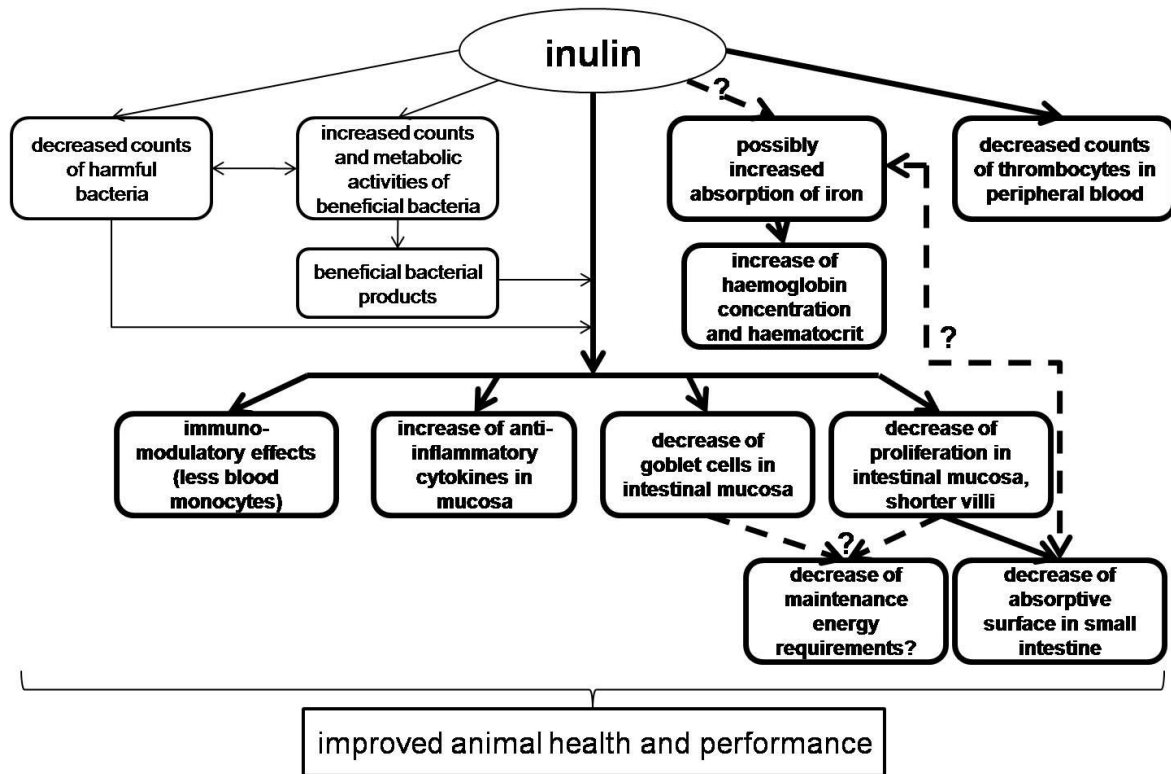 inulin
?
decreased counts
of harmful
bacteria
increased counts
and metabolic
activities of
beneficial bacteria
possibly
increased
absorption of iron
decreased counts
of thrombocytes in
peripheral blood
beneficial bacterial
products
increase of
haemoglobin
concentration
and haematocrit
?
immuno-
modulatory effects
(less blood
monocytes)
increase of anti-
inflammatory
cytokines in
mucosa
decrease of
goblet cells in
intestinal mucosa
decrease of
proliferation in
intestinal mucosa,
shorter villi
?
decrease of
maintenance
energy
requirements?
decrease of
absorptive
surface in small
intestine
improved animal health and performance